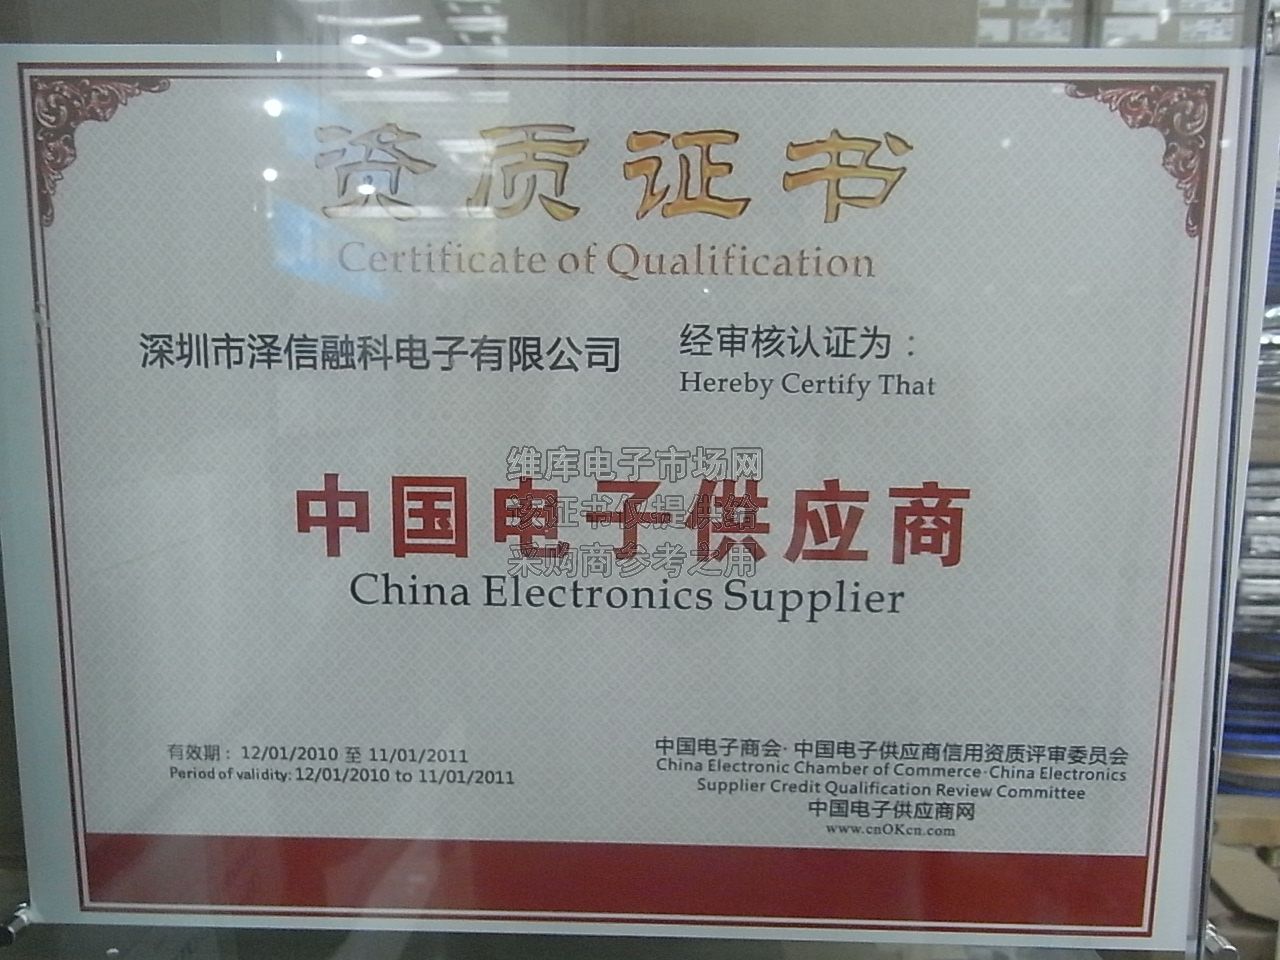 资质证书
Certificate of Qualification
深圳市泽信融科电子有限公司
经审核认证为：
Hereby Certify That
维库电子市场网
该证书仅提供给
采购商参考之用
中国电子供应商
China Electronics Supplier
有效期：12/01/2010 至 11/01/2011
Period of validity: 12/01/2010 to 11/01/2011
中国电子商会·中国电子供应商信用资质评审委员会
China Electronic Chamber of Commerce·China Electronics
Supplier Credit Qualification Review Committee
中国电子供应商网
www.cnOKcn.com